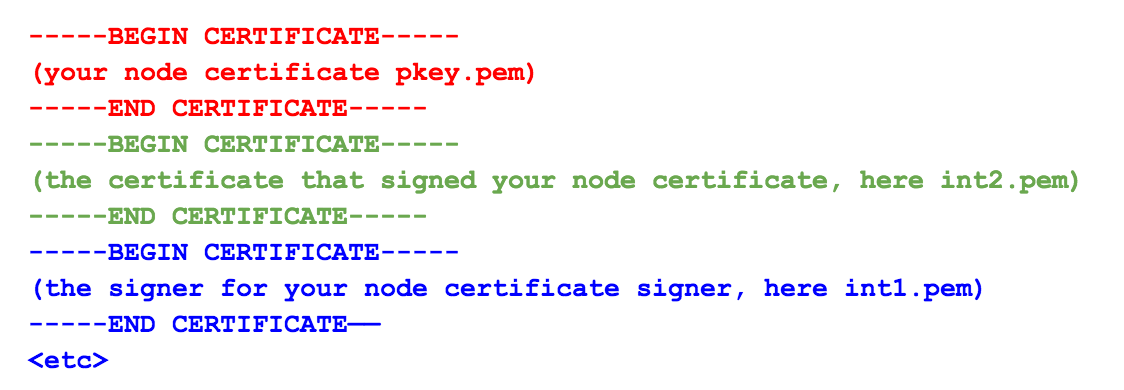 -----BEGIN CERTIFICATE-----
(your node certificate pkey.pem)
-----END CERTIFICATE-----
-----BEGIN CERTIFICATE-----
(the certificate that signed your node certificate, here int2.pem)
-----END CERTIFICATE-----
-----BEGIN CERTIFICATE-----
(the signer for your node certificate signer, here int1.pem)
-----END CERTIFICATE——
<etc>